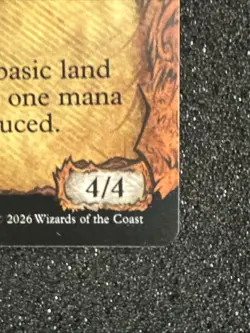 basic land
one mana
uced.
4/4
2026 Wizards of the Coast